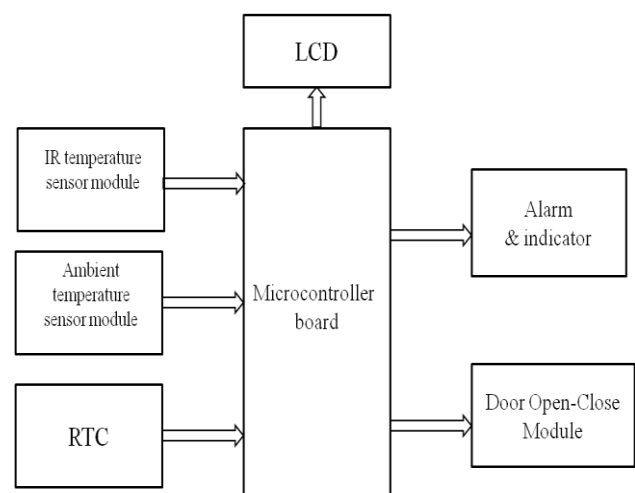 LCD
IR temperature
sensor module
Ambient
temperature
sensor module
RTC
Microcontroller
board
Alarm
& indicator
Door Open-Close
Module